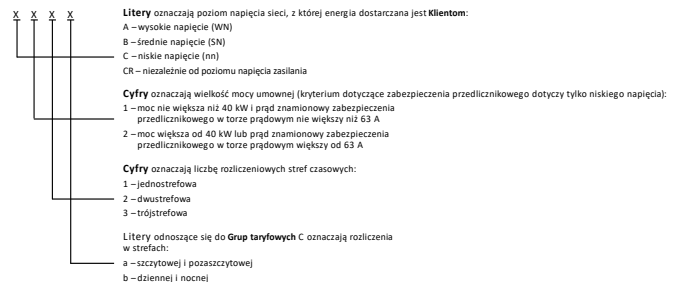 X X X X
Litery oznaczają poziom napięcia sieci, z której energia dostarczana jest Klientom:
A – wysokie napięcie (WN)
B – średnie napięcie (SN)
C – niskie napięcie (nn)
CR – niezależnie od poziomu napięcia zasilania
Cyfry oznaczają wielkość mocy umownej (kryterium dotyczące zabezpieczenia przedlicznikowego dotyczy tylko niskiego napięcia):
1 – moc nie większa niż 40 kW i prąd znamionowy zabezpieczenia
przedlicznikowego w torze prądowym nie większy niż 63 A
2 – moc większa od 40 kW lub prąd znamionowy zabezpieczenia
przedlicznikowego w torze prądowym większy od 63 A
Cyfry oznaczają liczbę rozliczeniowych stref czasowych:
1 – jednostrefowa
2 – dwustrefowa
3 – trójstrefowa
Litery odnoszące się do Grup taryfowych C oznaczają rozliczenia
w strefach:
a – szczytowej i pozaszczytowej
b – dziennej i nocnej